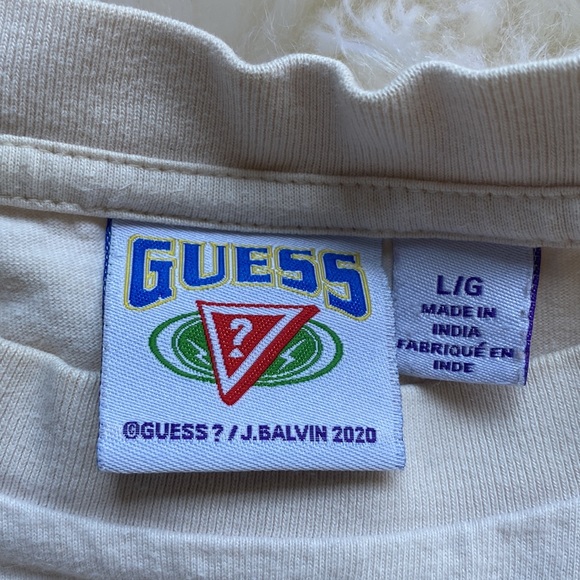 GUESS
?
©GUESS ? / J.BALVIN 2020
L/G
MADE IN
INDIA
FABRIQUÉ EN
INDE